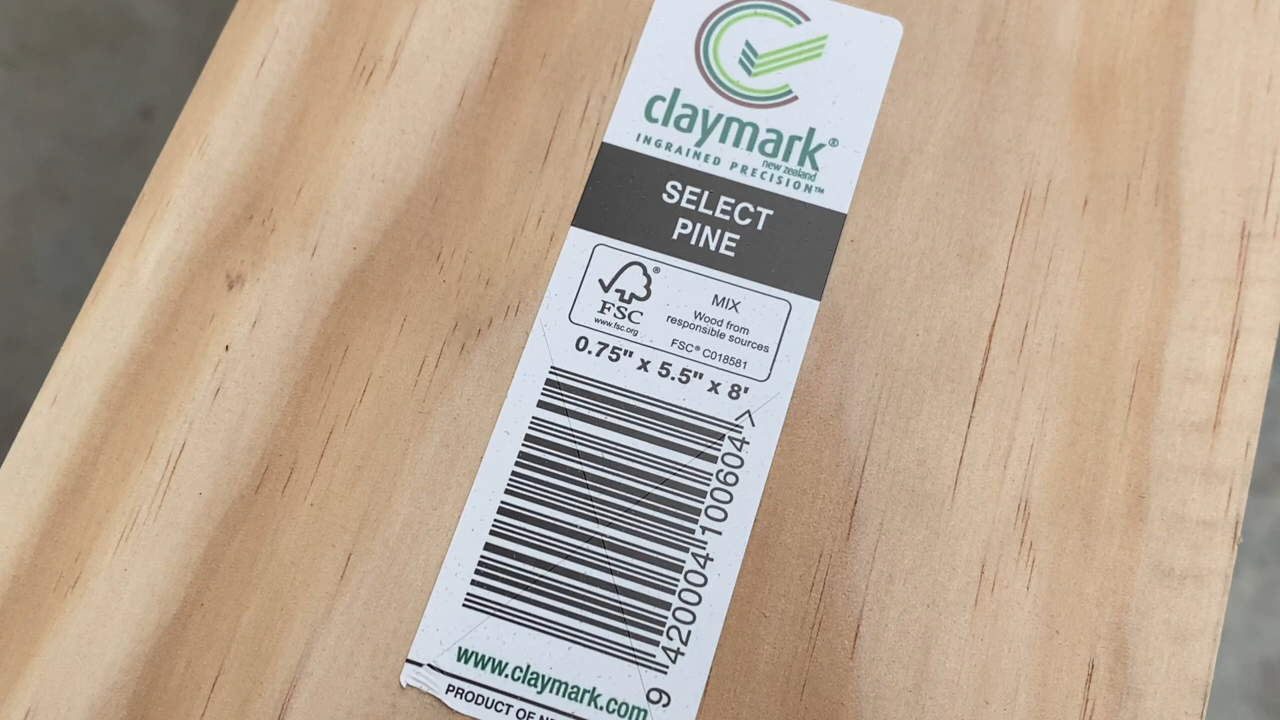 claymark®
new zealand
INGRAINED PRECISION™
SELECT
PINE
FSC®
www.fsc.org
MIX
Wood from
responsible sources
FSC® C018581
0.75" x 5.5" x 8'
9 420004 100604 >
www.claymark.com
PRODUCT OF